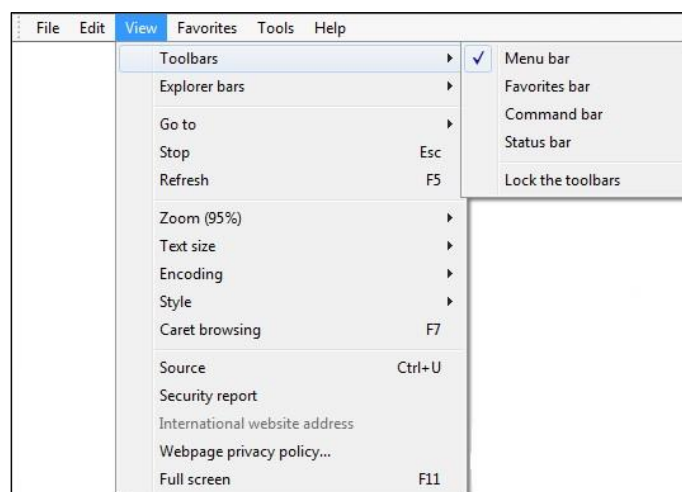 File Edit View Favorites Tools Help
Toolbars
Explorer bars
Go to
Stop Esc
Refresh F5
Zoom (95%)
Text size
Encoding
Style
Caret browsing F7
Source Ctrl+U
Security report
International website address
Webpage privacy policy...
Full screen F11
✓ Menu bar
Favorites bar
Command bar
Status bar
Lock the toolbars